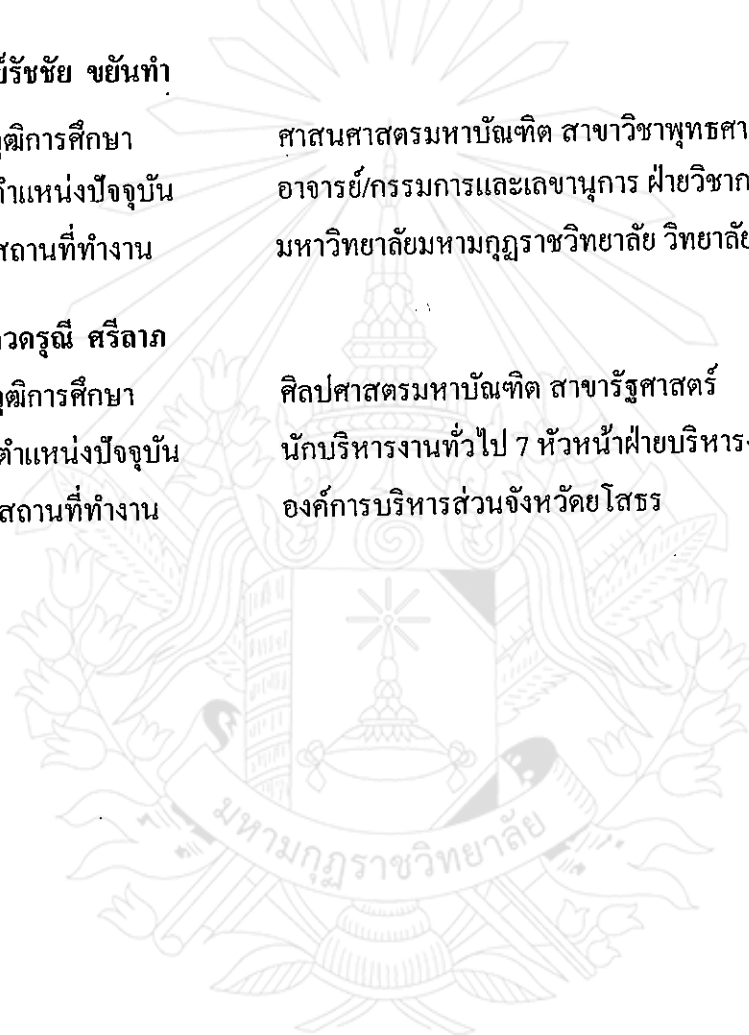 ย์รัชชัย ขยันทำ
วุฒิการศึกษา ศาสนศาสตรมหาบัณฑิต สาขาวิชาพุทธศา
ตำแหน่งปัจจุบัน อาจารย์/กรรมการและเลขานุการ ฝ่ายวิชาก
สถานที่ทำงาน มหาวิทยาลัยมหามกุฏราชวิทยาลัย วิทยาลัย
าวดรุณี ศรีลาภ
วุฒิการศึกษา ศิลปศาสตรมหาบัณฑิต สาขารัฐศาสตร์
ตำแหน่งปัจจุบัน นักบริหารงานทั่วไป 7 หัวหน้าฝ่ายบริหารง
สถานที่ทำงาน องค์การบริหารส่วนจังหวัดยโสธร
มหามกุฏราชวิทยาลัย